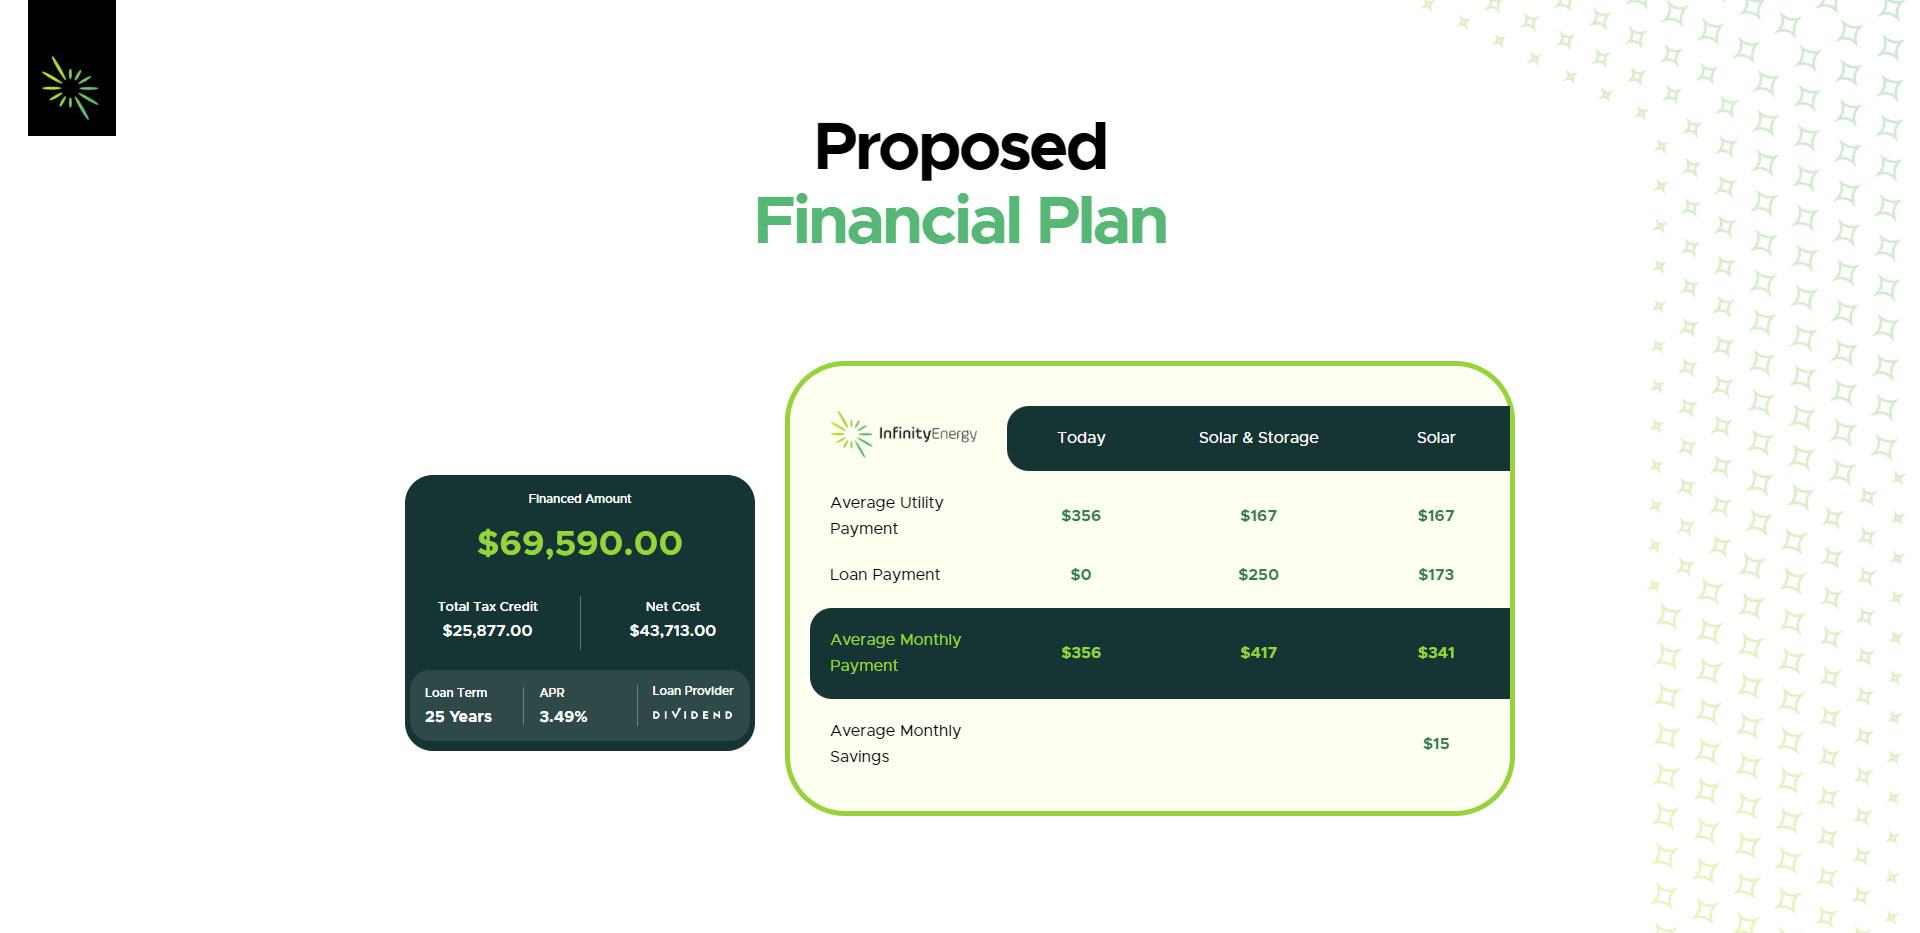 Proposed
Financial Plan
Financed Amount
$69,590.00
Total Tax Credit
$25,877.00
Net Cost
$43,713.00
Loan Term
25 Years
APR
3.49%
Loan Provider
DIVIDEND
InfinityEnergy
Today
Solar & Storage
Solar
Average Utility
Payment
$356
$167
$167
Loan Payment
$0
$250
$173
Average Monthly
Payment
$356
$417
$341
Average Monthly
Savings
$15